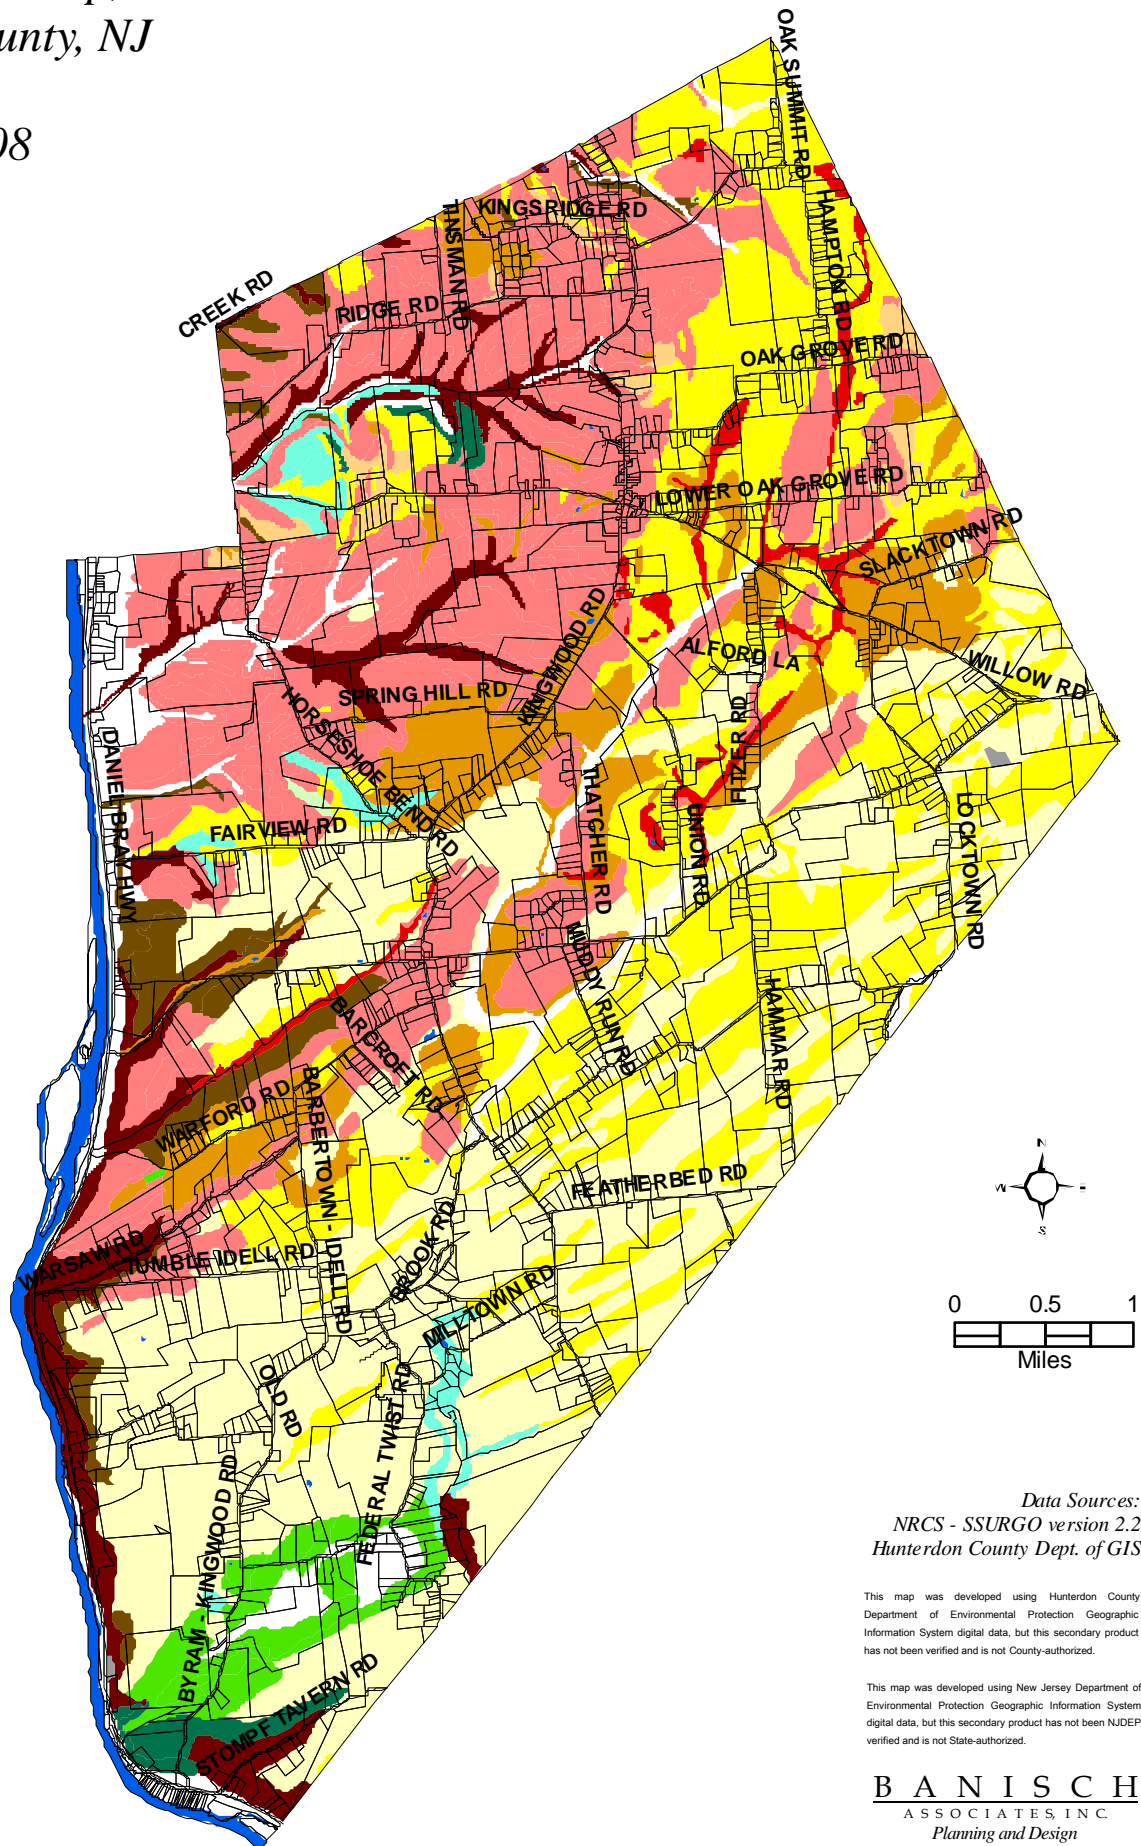 unty, NJ
08
OAK SUMMIT RD
KINGSRIDGE RD
TINSMAN RD
HAMPTON RD
CREEK RD
RIDGE RD
OAK GROVE RD
LOWER OAK GROVE RD
SLACKTOWN RD
KINGWOOD RD
ALFORD LA
WILLOW RD
SPRING HILL RD
HORSESHOE BEND RD
FITZER RD
DANIEL BRAY HWY
THATCHER RD
UNION RD
LOCKTOWN RD
FAIRVIEW RD
MUDDY RUN RD
HAMMAR RD
BARCROFT RD
WARFORD RD
BARBERTOWN - IDELL RD
FEATHERBED RD
N
W
E
S
WARSAW RD
TUMBLE IDELL RD
BROOK RD
MILLTOWN RD
0 0.5 1
Miles
OLD RD
FEDERAL TWIST RD
BYRAM - KINGWOOD RD
STOMPF TAVERN RD
Data Sources:
NRCS - SSURGO version 2.2
Hunterdon County Dept. of GIS
This map was developed using Hunterdon County
Department of Environmental Protection Geographic
Information System digital data, but this secondary product
has not been verified and is not County-authorized.
This map was developed using New Jersey Department of
Environmental Protection Geographic Information System
digital data, but this secondary product has not been NJDEP
verified and is not State-authorized.
BANISCH
ASSOCIATES, INC.
Planning and Design